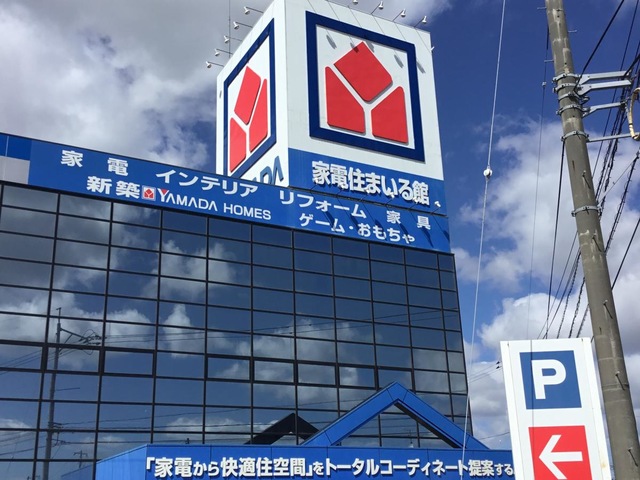 家電住まいる館
家電 インテリア リフォーム 家具
新築 YAMADA HOMES ゲーム・おもちゃ
「家電から快適住空間」をトータルコーディネート提案する
P